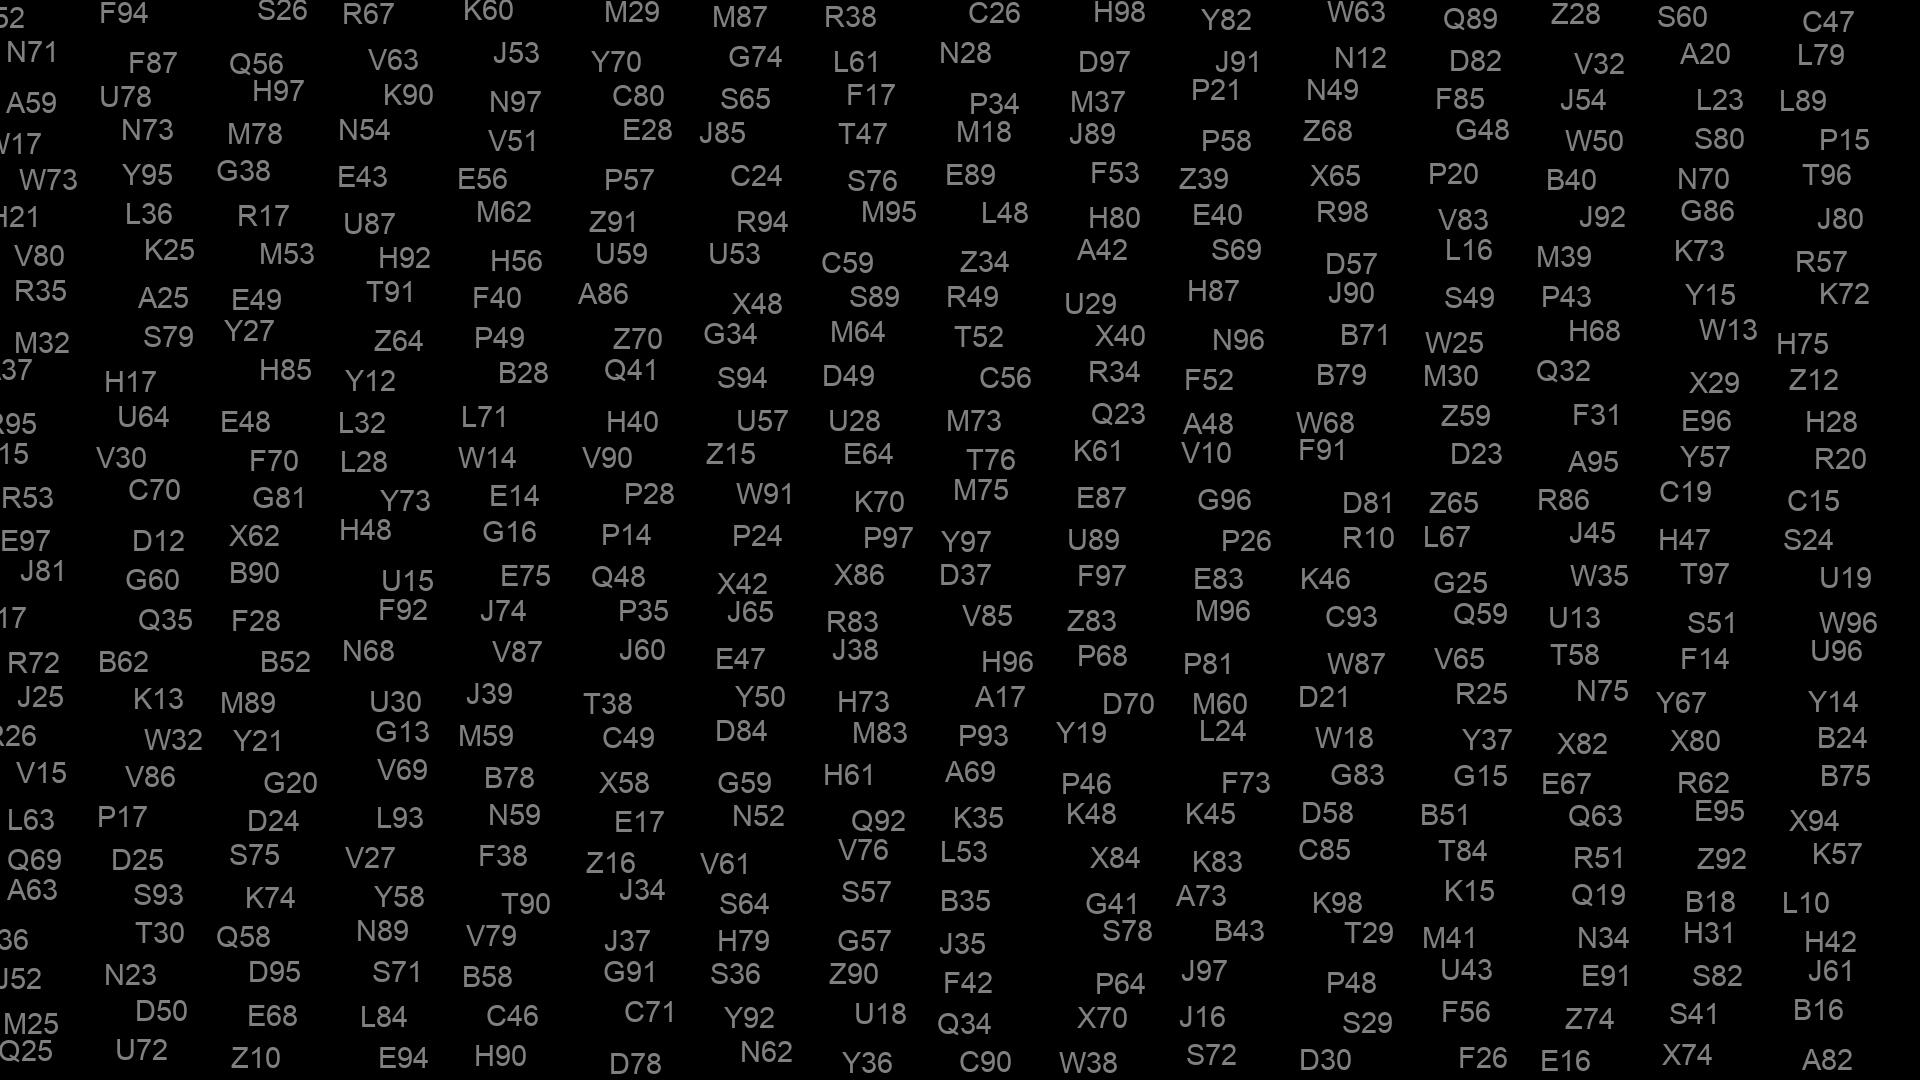 52 F94 S26 R67 K60 M29 M87 R38 C26 H98 Y82 W63 Q89 Z28 S60 C47
N71 F87 Q56 V63 J53 Y70 G74 L61 N28 D97 J91 N12 D82 V32 A20 L79
A59 U78 H97 K90 N97 C80 S65 F17 P34 M37 P21 N49 F85 J54 L23 L89
W17 N73 M78 N54 V51 E28 J85 T47 M18 J89 P58 Z68 G48 W50 S80 P15
W73 Y95 G38 E43 E56 P57 C24 S76 E89 F53 Z39 X65 P20 B40 N70 T96
H21 L36 R17 U87 M62 Z91 R94 M95 L48 H80 E40 R98 V83 J92 G86 J80
V80 K25 M53 H92 H56 U59 U53 C59 Z34 A42 S69 D57 L16 M39 K73 R57
R35 A25 E49 T91 F40 A86 X48 S89 R49 U29 H87 J90 S49 P43 Y15 K72
M32 S79 Y27 Z64 P49 Z70 G34 M64 T52 X40 N96 B71 W25 H68 W13 H75
37 H17 H85 Y12 B28 Q41 S94 D49 C56 R34 F52 B79 M30 Q32 X29 Z12
R95 U64 E48 L32 L71 H40 U57 U28 M73 Q23 A48 W68 Z59 F31 E96 H28
15 V30 F70 L28 W14 V90 Z15 E64 T76 K61 V10 F91 D23 A95 Y57 R20
R53 C70 G81 Y73 E14 P28 W91 K70 M75 E87 G96 D81 Z65 R86 C19 C15
E97 D12 X62 H48 G16 P14 P24 P97 Y97 U89 P26 R10 L67 J45 H47 S24
J81 G60 B90 U15 E75 Q48 X42 X86 D37 F97 E83 K46 G25 W35 T97 U19
17 Q35 F28 F92 J74 P35 J65 R83 V85 Z83 M96 C93 Q59 U13 S51 W96
R72 B62 B52 N68 V87 J60 E47 J38 H96 P68 P81 W87 V65 T58 F14 U96
J25 K13 M89 U30 J39 T38 Y50 H73 A17 D70 M60 D21 R25 N75 Y67 Y14
R26 W32 Y21 G13 M59 C49 D84 M83 P93 Y19 L24 W18 Y37 X82 X80 B24
V15 V86 G20 V69 B78 X58 G59 H61 A69 P46 F73 G83 G15 E67 R62 B75
L63 P17 D24 L93 N59 E17 N52 Q92 K35 K48 K45 D58 B51 Q63 E95 X94
Q69 D25 S75 V27 F38 Z16 V61 V76 L53 X84 K83 C85 T84 R51 Z92 K57
A63 S93 K74 Y58 T90 J34 S64 S57 B35 G41 A73 K98 K15 Q19 B18 L10
36 T30 Q58 N89 V79 J37 H79 G57 J35 S78 B43 T29 M41 N34 H31 H42
J52 N23 D95 S71 B58 G91 S36 Z90 F42 P64 J97 P48 U43 E91 S82 J61
M25 D50 E68 L84 C46 C71 Y92 U18 Q34 X70 J16 S29 F56 Z74 S41 B16
Q25 U72 Z10 E94 H90 D78 N62 Y36 C90 W38 S72 D30 F26 E16 X74 A82